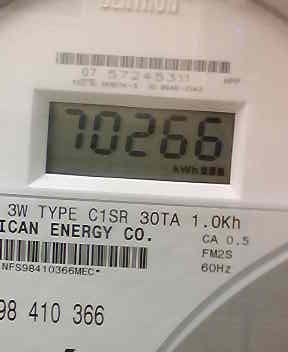 07 57245311
70266
kWh
3W TYPE C1SR 30TA 1.0Kh
ICAN ENERGY CO.
CA 0.5
FM2S
60Hz
NFS98410366MEC*
98 410 366